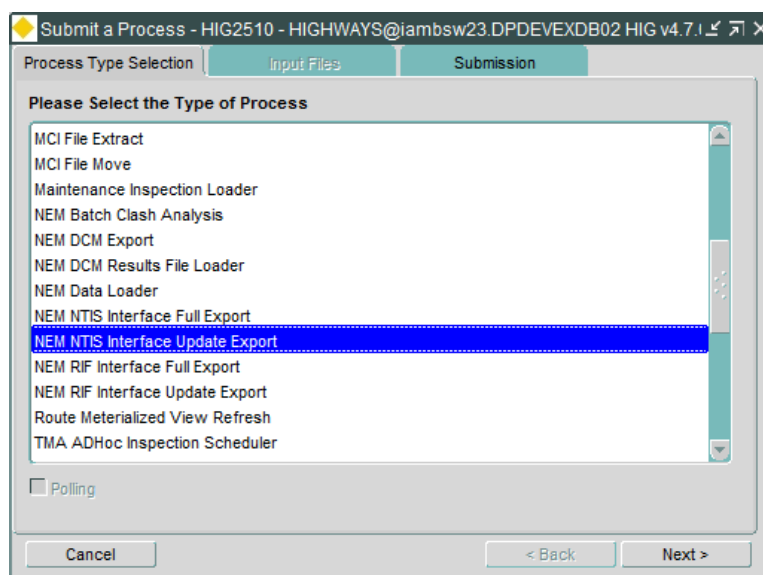 Submit a Process - HIG2510 - HIGHWAYS@iambsw23.DPDEVEXDB02 HIG v4.7.
Process Type Selection Input Files Submission
Please Select the Type of Process
MCI File Extract
MCI File Move
Maintenance Inspection Loader
NEM Batch Clash Analysis
NEM DCM Export
NEM DCM Results File Loader
NEM Data Loader
NEM NTIS Interface Full Export
NEM NTIS Interface Update Export
NEM RIF Interface Full Export
NEM RIF Interface Update Export
Route Meterialized View Refresh
TMA ADHoc Inspection Scheduler
Polling
Cancel < Back Next >